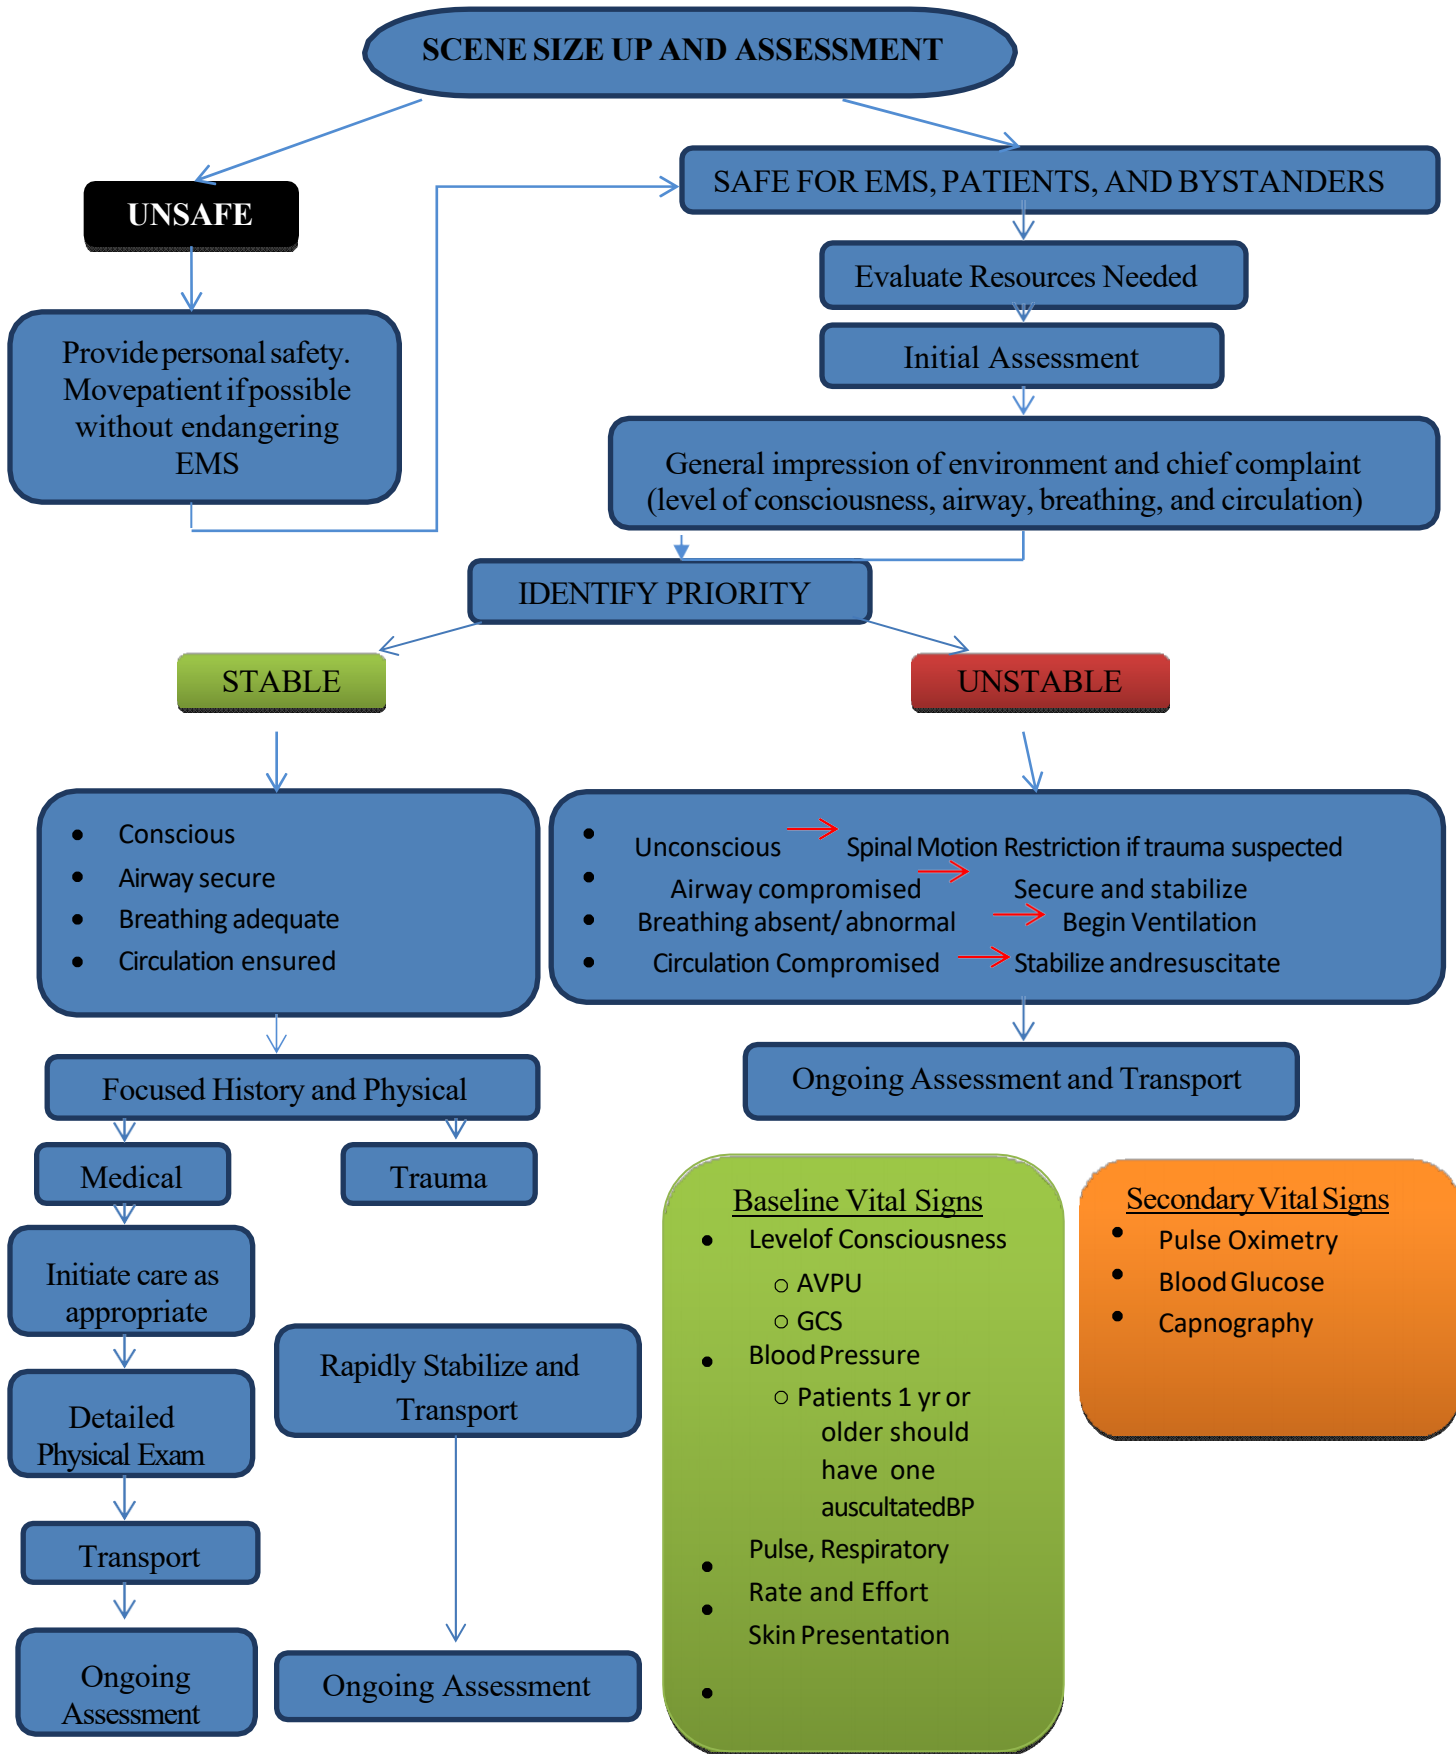 SCENE SIZE UP AND ASSESSMENT
UNSAFE
SAFE FOR EMS, PATIENTS, AND BYSTANDERS
Evaluate Resources Needed
Provide personal safety.
Movepatient if possible
without endangering
EMS
Initial Assessment
General impression of environment and chief complaint
(level of consciousness, airway, breathing, and circulation)
IDENTIFY PRIORITY
STABLE
UNSTABLE
• Conscious
• Airway secure
• Breathing adequate
• Circulation ensured
• Unconscious → Spinal Motion Restriction if trauma suspected
• Airway compromised → Secure and stabilize
• Breathing absent/ abnormal → Begin Ventilation
• Circulation Compromised → Stabilize andresuscitate
Focused History and Physical
Ongoing Assessment and Transport
Medical
Trauma
Initiate care as
appropriate
Detailed
Physical Exam
Transport
Ongoing
Assessment
Rapidly Stabilize and
Transport
Ongoing Assessment
Baseline Vital Signs
• Levelof Consciousness
○ AVPU
○ GCS
• Blood Pressure
○ Patients 1 yr or
older should
have one
auscultatedBP
• Pulse, Respiratory
• Rate and Effort
Skin Presentation
•
Secondary Vital Signs
• Pulse Oximetry
• Blood Glucose
• Capnography